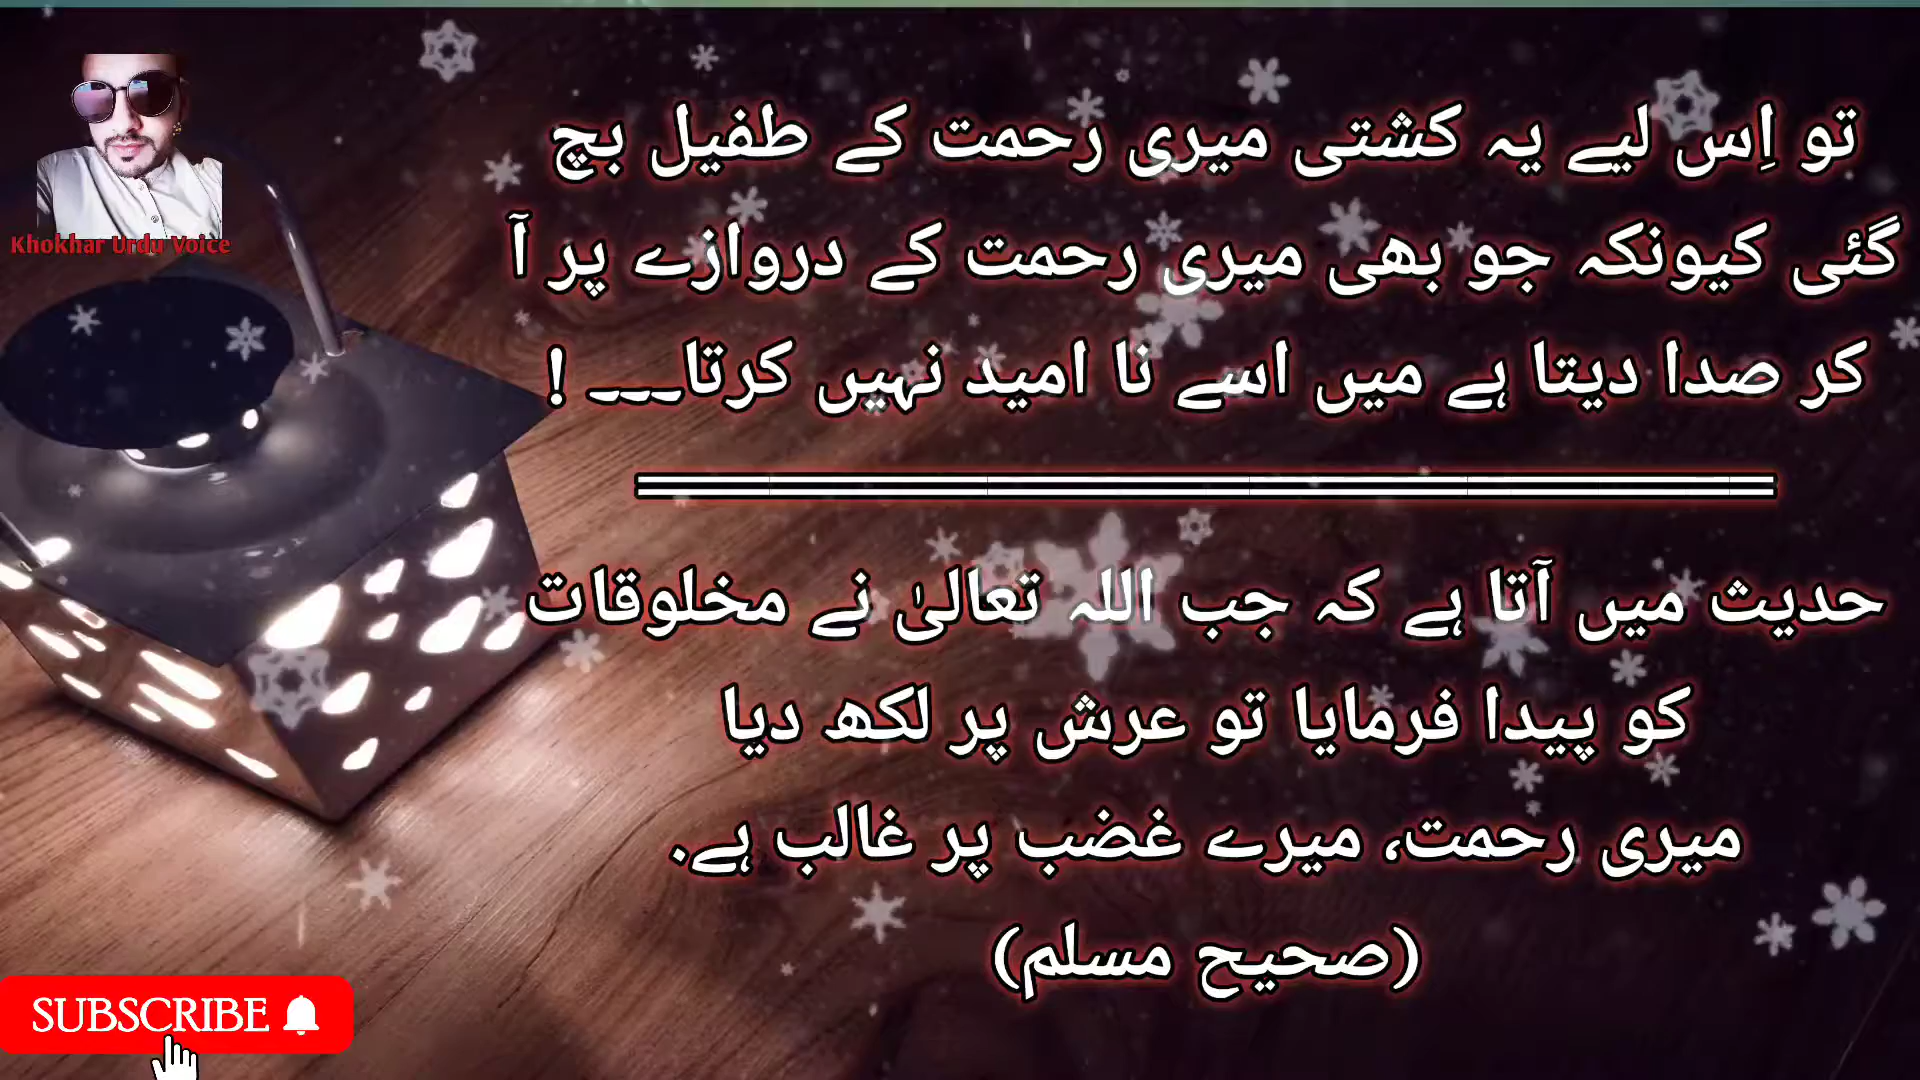 Khokhar Urdu Voice
تو اِس لیے یہ کشتی میری رحمت کے طفیل بچ
گئی کیونکہ جو بھی میری رحمت کے دروازے پر آ
کر صدا دیتا ہے میں اسے نا امید نہیں کرتا۔۔۔ !
حدیث میں آتا ہے کہ جب اللہ تعالیٰ نے مخلوقات
کو پیدا فرمایا تو عرش پر لکھ دیا
میری رحمت، میرے غضب پر غالب ہے.
(صحیح مسلم)
SUBSCRIBE